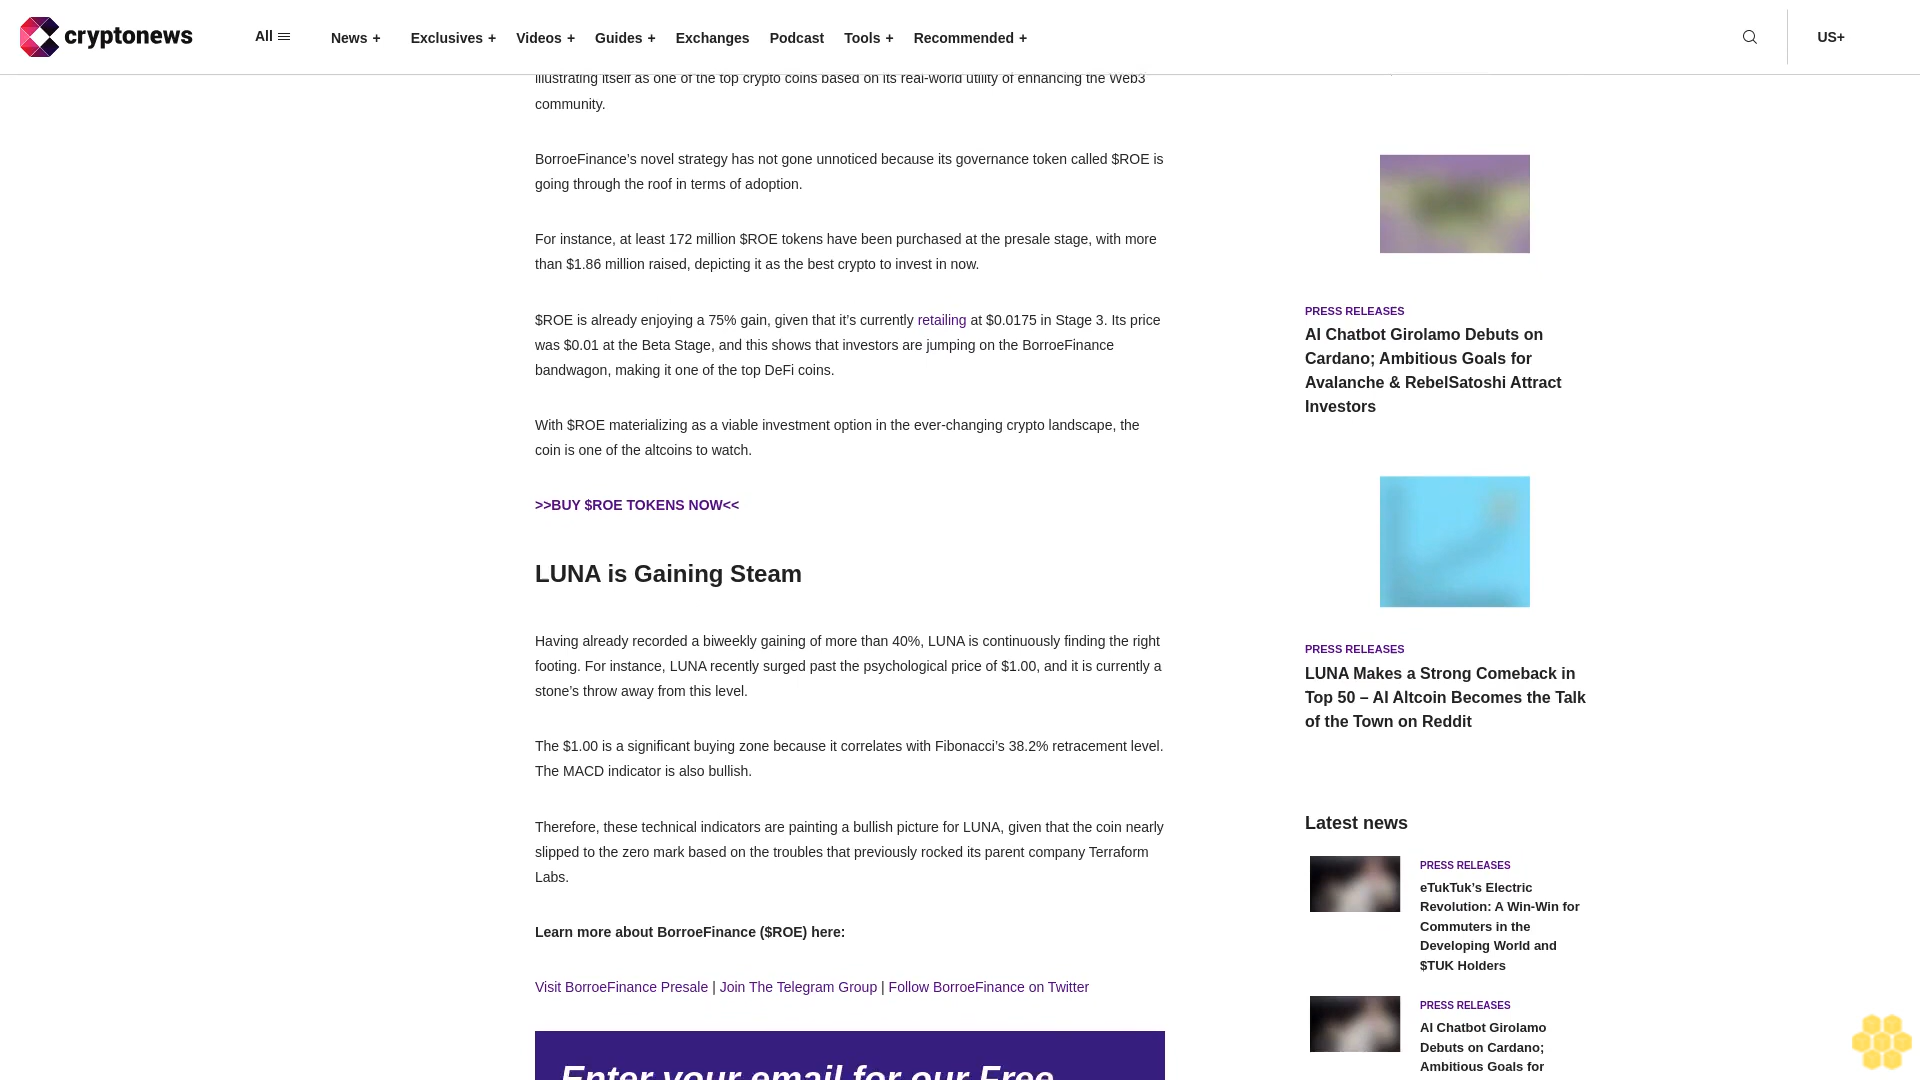 cryptonews
All
News +
Exclusives +
Videos +
Guides +
Exchanges
Podcast
Tools +
Recommended +
US+
illustrating itself as one of the top crypto coins based on its real-world utility of enhancing the Web3
community.
BorroeFinance’s novel strategy has not gone unnoticed because its governance token called $ROE is
going through the roof in terms of adoption.
For instance, at least 172 million $ROE tokens have been purchased at the presale stage, with more
than $1.86 million raised, depicting it as the best crypto to invest in now.
$ROE is already enjoying a 75% gain, given that it’s currently retailing at $0.0175 in Stage 3. Its price
was $0.01 at the Beta Stage, and this shows that investors are jumping on the BorroeFinance
bandwagon, making it one of the top DeFi coins.
With $ROE materializing as a viable investment option in the ever-changing crypto landscape, the
coin is one of the altcoins to watch.
>>BUY $ROE TOKENS NOW<<
LUNA is Gaining Steam
Having already recorded a biweekly gaining of more than 40%, LUNA is continuously finding the right
footing. For instance, LUNA recently surged past the psychological price of $1.00, and it is currently a
stone’s throw away from this level.
The $1.00 is a significant buying zone because it correlates with Fibonacci’s 38.2% retracement level.
The MACD indicator is also bullish.
Therefore, these technical indicators are painting a bullish picture for LUNA, given that the coin nearly
slipped to the zero mark based on the troubles that previously rocked its parent company Terraform
Labs.
Learn more about BorroeFinance ($ROE) here:
Visit BorroeFinance Presale | Join The Telegram Group | Follow BorroeFinance on Twitter
Enter your email for our Free
PRESS RELEASES
AI Chatbot Girolamo Debuts on
Cardano; Ambitious Goals for
Avalanche & RebelSatoshi Attract
Investors
PRESS RELEASES
LUNA Makes a Strong Comeback in
Top 50 – AI Altcoin Becomes the Talk
of the Town on Reddit
Latest news
PRESS RELEASES
eTukTuk’s Electric
Revolution: A Win-Win for
Commuters in the
Developing World and
$TUK Holders
PRESS RELEASES
AI Chatbot Girolamo
Debuts on Cardano;
Ambitious Goals for